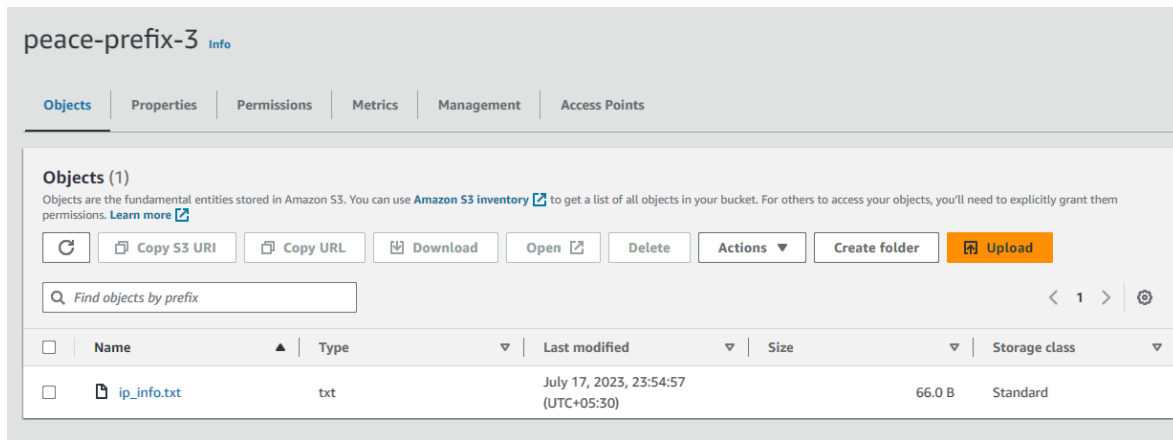 peace-prefix-3 Info
Objects Properties Permissions Metrics Management Access Points
Objects (1)
Objects are the fundamental entities stored in Amazon S3. You can use Amazon S3 inventory to get a list of all objects in your bucket. For others to access your objects, you'll need to explicitly grant them
permissions. Learn more
Copy S3 URI Copy URL Download Open Delete Actions Create folder Upload
Find objects by prefix 1
Name Type Last modified Size Storage class
ip_info.txt txt July 17, 2023, 23:54:57 66.0 B Standard
(UTC+05:30)